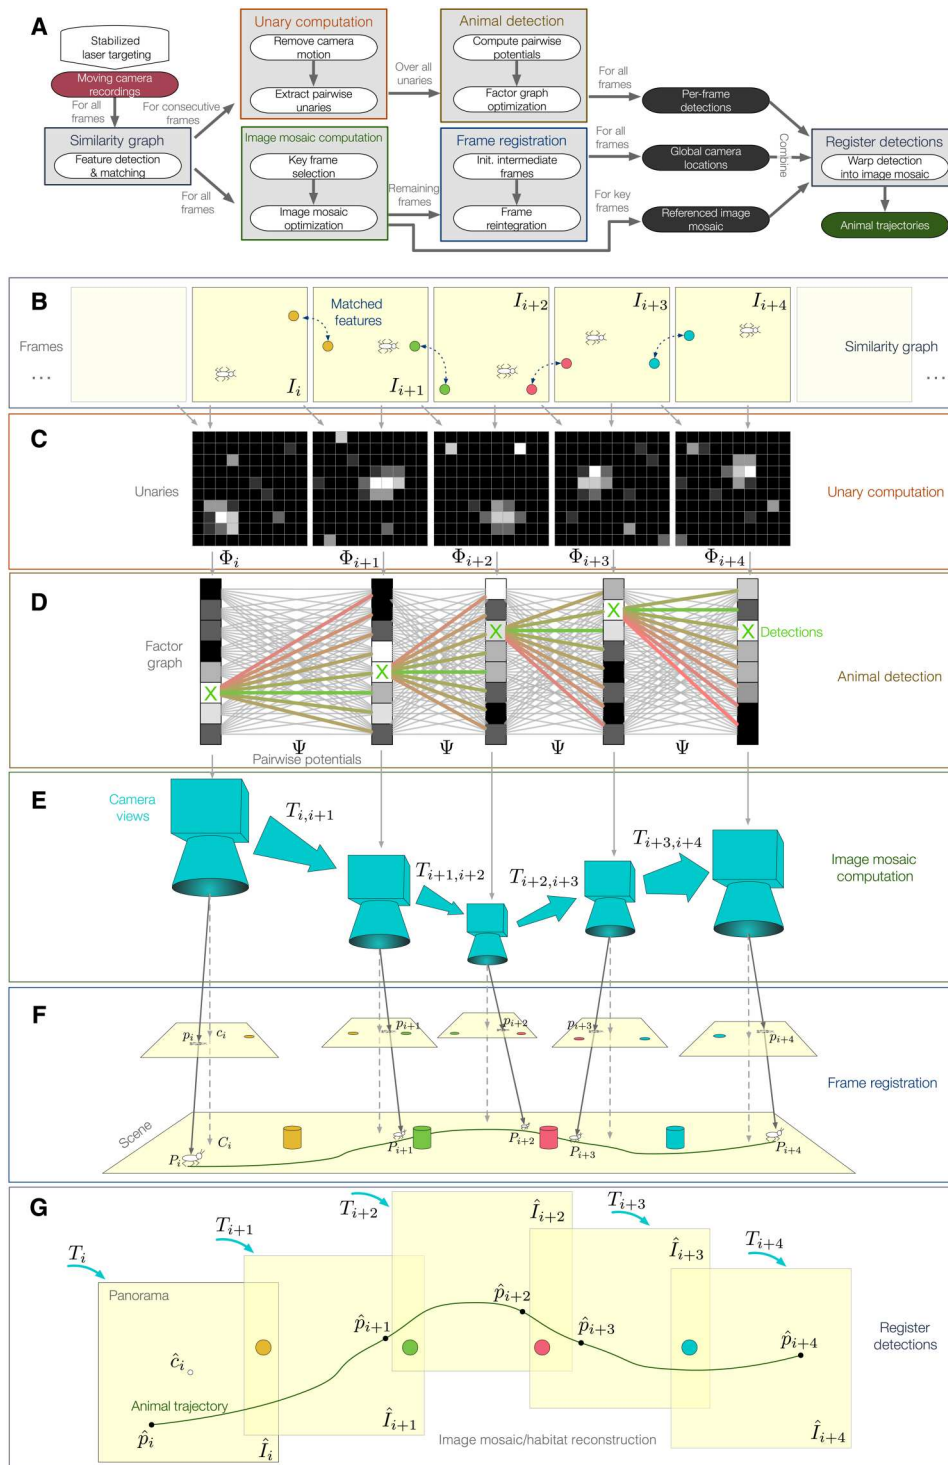 A
Stabilized
laser targeting
Moving camera
recordings
For all
frames
For consecutive
frames
Similarity graph
Feature detection
& matching
For all
frames
Unary computation
Remove camera
motion
Extract pairwise
unaries
Over all
unaries
Animal detection
Compute pairwise
potentials
Factor graph
optimization
For all
frames
Per-frame
detections
Image mosaic computation
Key frame
selection
Image mosaic
optimization
Remaining
frames
Frame registration
Init. intermediate
frames
Frame
reintegration
For all
frames
Global camera
locations
For key
frames
Referenced image
mosaic
Combine
Register detections
Warp detection
into image mosaic
Animal trajectories
B
Frames
...
Matched
features
I_i
I_{i+1}
I_{i+2}
I_{i+3}
I_{i+4}
Similarity graph
...
C
Unaries
Unary computation
Φ_i
Φ_{i+1}
Φ_{i+2}
Φ_{i+3}
Φ_{i+4}
D
Factor
graph
X
X
X
X
X
Detections
Animal detection
Ψ
Ψ
Ψ
Ψ
Pairwise potentials
E
Camera
views
T_{i,i+1}
T_{i+1,i+2}
T_{i+2,i+3}
T_{i+3,i+4}
Image mosaic
computation
F
p_i
c_i
p_{i+1}
p_{i+2}
p_{i+3}
p_{i+4}
Frame registration
Scene
P_i
C_i
P_{i+1}
P_{i+2}
P_{i+3}
P_{i+4}
G
T_i
T_{i+1}
T_{i+2}
T_{i+3}
T_{i+4}
Panorama
Î_{i+2}
Î_{i+3}
p̂_{i+1}
p̂_{i+2}
p̂_{i+3}
p̂_{i+4}
Register
detections
ĉ_i
Animal trajectory
p̂_i
Î_i
Î_{i+1}
Image mosaic/habitat reconstruction
Î_{i+4}